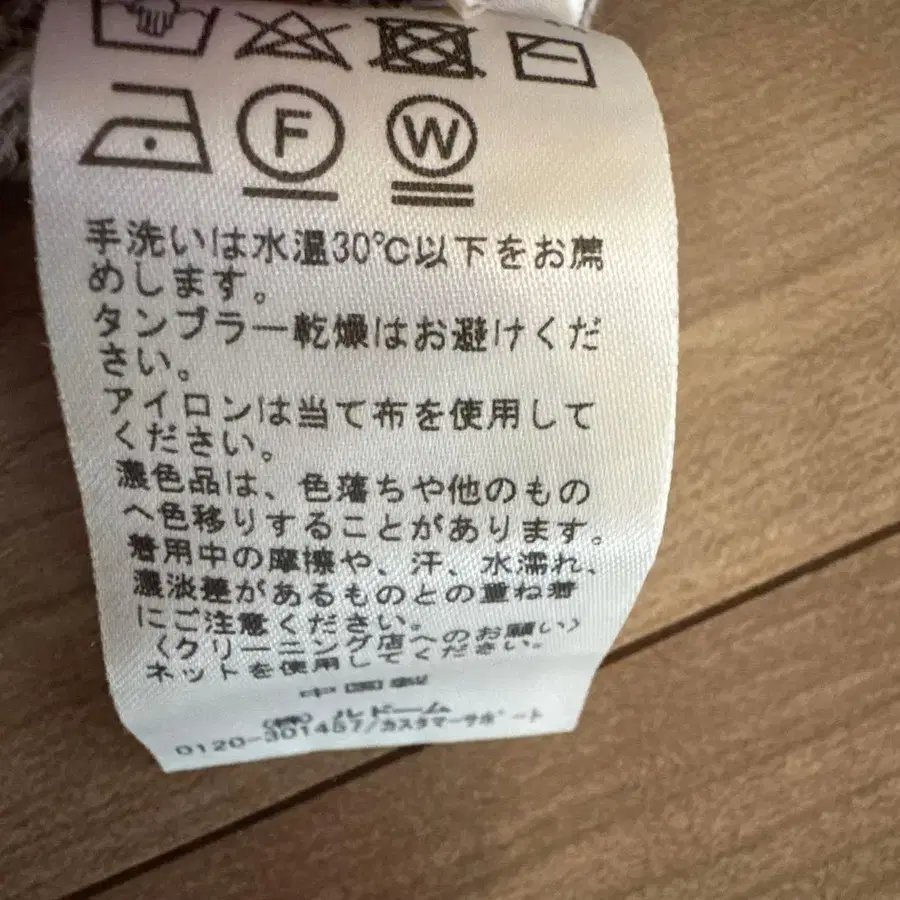 F W
手洗いは水温30℃以下をお薦
めします。
タンブラー乾燥はお避けくだ
さい。
アイロンは当て布を使用して
ください。
濃色品は、色落ちや他のもの
へ色移りすることがあります。
着用中の摩擦や、汗、水濡れ、
濃淡差があるものとの重ね着
にご注意ください。
〈クリーニング店へのお願い〉
ネットを使用してください。
中国製
(株) ルドーム
0120-301457/カスタマーサポート